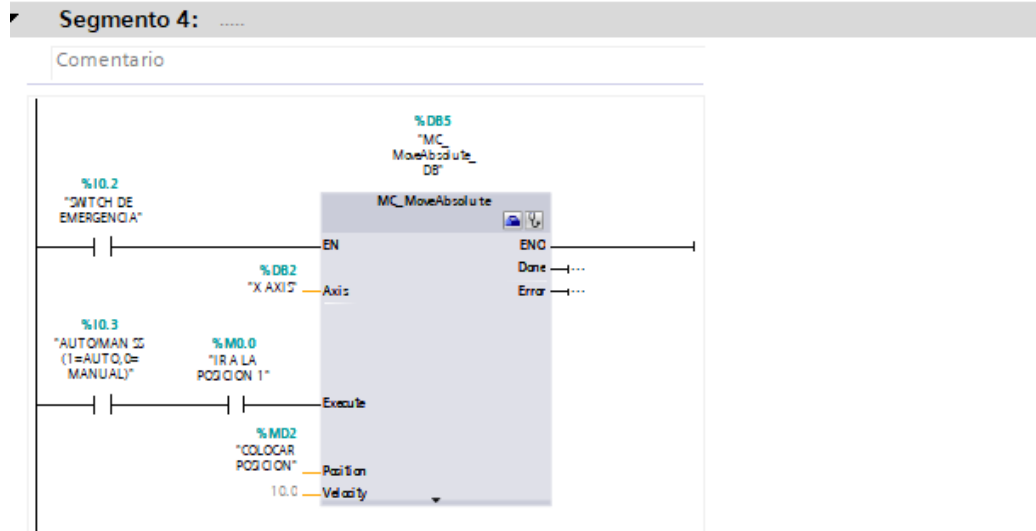 Segmento 4: .....
Comentario
%DB5
"MC_
MoveAbsolute_
DB"
%I0.2
"SWITCH DE
EMERGENCIA"
MC_MoveAbsolute
EN
ENO
%DB2
"X AXIS"
Axis
Done
...
Error
...
%I0.3
"AUTO/MAN SS
(1=AUTO,0=
MANUAL)"
%M0.0
"IR A LA
POSICION 1"
Execute
%MD2
"COLOCAR
POSICION"
Position
10.0
Velocity